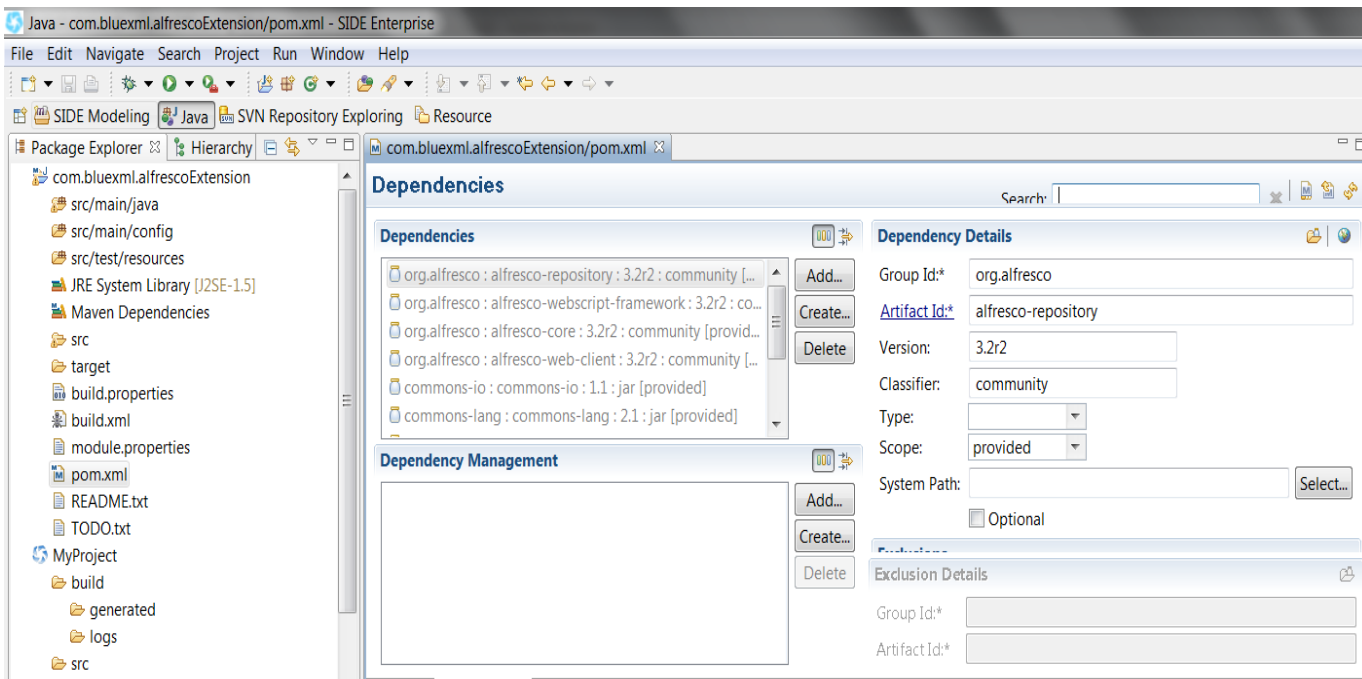 Java - com.bluexml.alfrescoExtension/pom.xml - SIDE Enterprise
File Edit Navigate Search Project Run Window Help
SIDE Modeling Java SVN Repository Exploring Resource
Package Explorer Hierarchy
com.bluexml.alfrescoExtension
src/main/java
src/main/config
src/test/resources
JRE System Library [J2SE-1.5]
Maven Dependencies
src
target
build.properties
build.xml
module.properties
pom.xml
README.txt
TODO.txt
MyProject
build
generated
logs
src
com.bluexml.alfrescoExtension/pom.xml
Dependencies
Search:
Dependencies
org.alfresco : alfresco-repository : 3.2r2 : community [...
org.alfresco : alfresco-webscript-framework : 3.2r2 : co...
org.alfresco : alfresco-core : 3.2r2 : community [provid...
org.alfresco : alfresco-web-client : 3.2r2 : community [...
commons-io : commons-io : 1.1 : jar [provided]
commons-lang : commons-lang : 2.1 : jar [provided]
Add...
Create...
Delete
Dependency Management
Add...
Create...
Delete
Dependency Details
Group Id:* org.alfresco
Artifact Id:* alfresco-repository
Version: 3.2r2
Classifier: community
Type:
Scope: provided
System Path: Select...
Optional
Exclusions
Exclusion Details
Group Id:*
Artifact Id:*